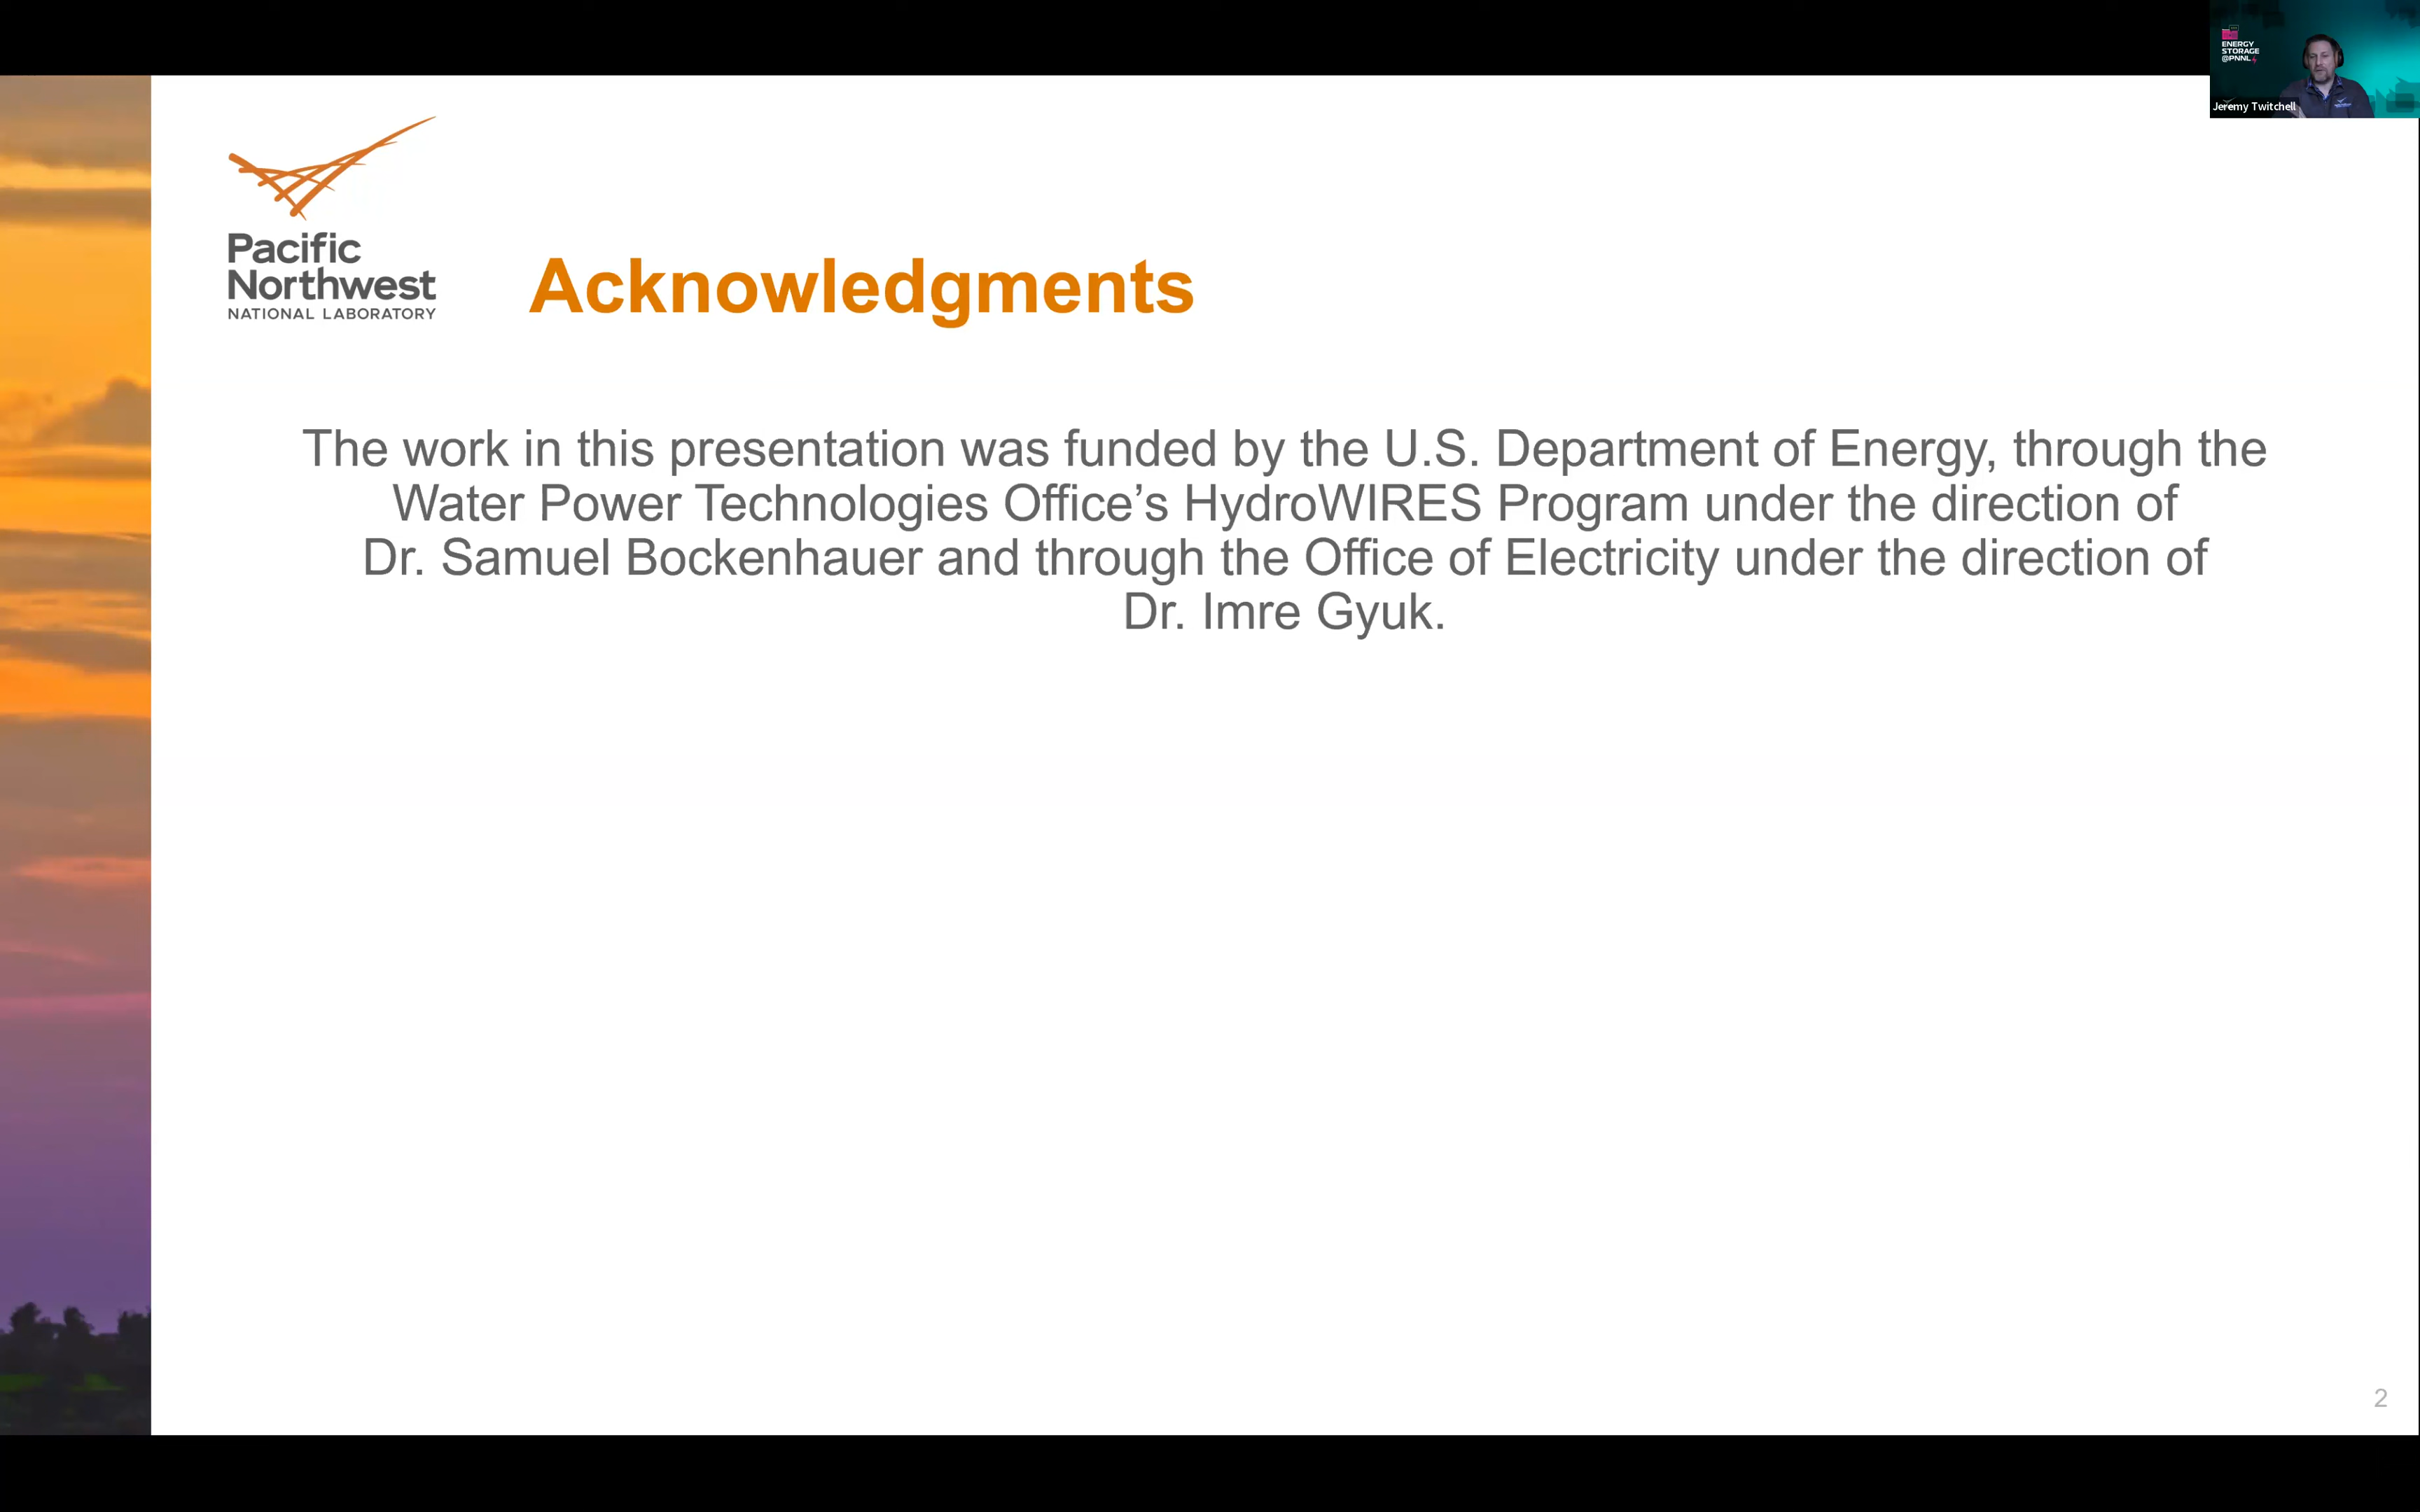 ENERGY
STORAGE
@PNNL
Jeremy Twitchell
Pacific
Northwest
NATIONAL LABORATORY
Acknowledgments
The work in this presentation was funded by the U.S. Department of Energy, through the
Water Power Technologies Office’s HydroWIRES Program under the direction of
Dr. Samuel Bockenhauer and through the Office of Electricity under the direction of
Dr. Imre Gyuk.
2